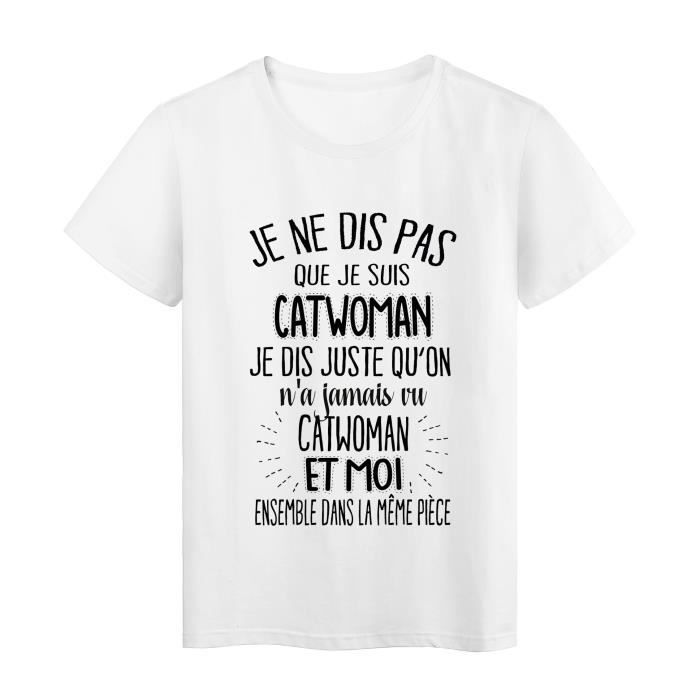 JE NE DIS PAS
QUE JE SUIS
CATWOMAN
JE DIS JUSTE QU'ON
n'a jamais vu
CATWOMAN
ET MOI
ENSEMBLE DANS LA MÊME PIÈCE